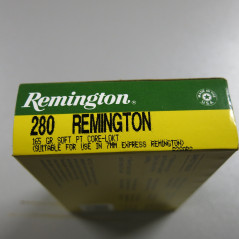 Remington®
280 REMINGTON
165 GR SOFT PT CORE-LOKT
(SUITABLE FOR USE IN 7MM EXPRESS REMINGTON)